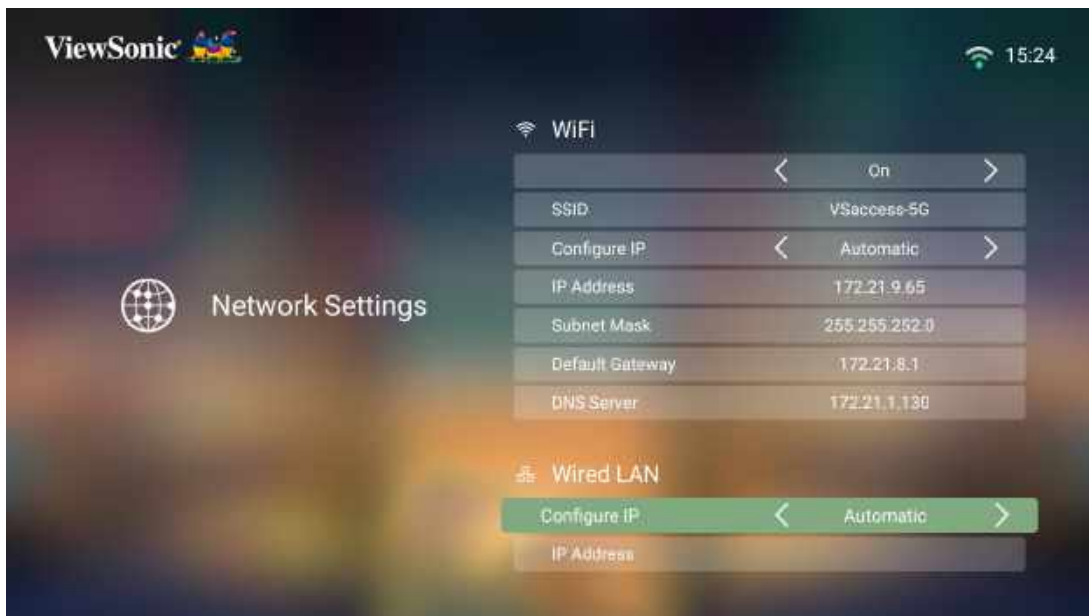 ViewSonic
15:24
WiFi
On
SSID VSaccess-5G
Configure IP Automatic
IP Address 172.21.9.65
Subnet Mask 255.255.252.0
Network Settings
Default Gateway 172.21.8.1
DNS Server 172.21.1.130
Wired LAN
Configure IP Automatic
IP Address